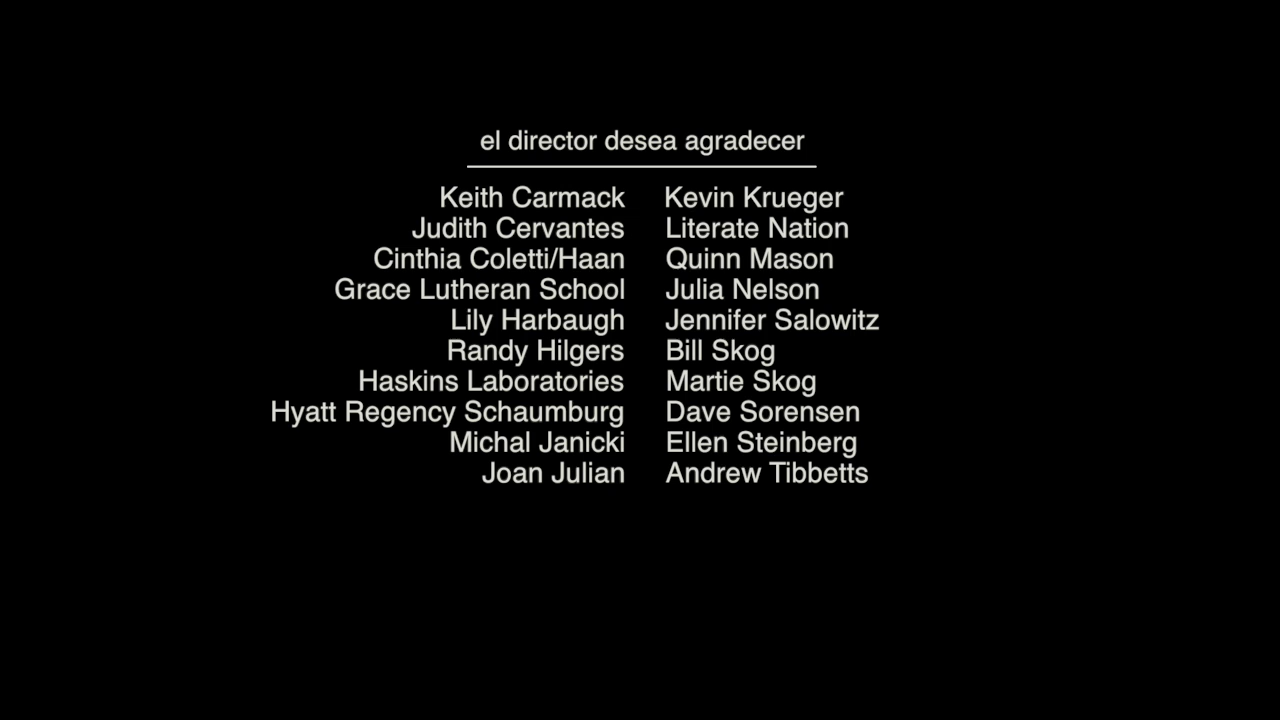 el director desea agradecer
Keith Carmack Kevin Krueger
Judith Cervantes Literate Nation
Cinthia Coletti/Haan Quinn Mason
Grace Lutheran School Julia Nelson
Lily Harbaugh Jennifer Salowitz
Randy Hilgers Bill Skog
Haskins Laboratories Martie Skog
Hyatt Regency Schaumburg Dave Sorensen
Michal Janicki Ellen Steinberg
Joan Julian Andrew Tibbetts